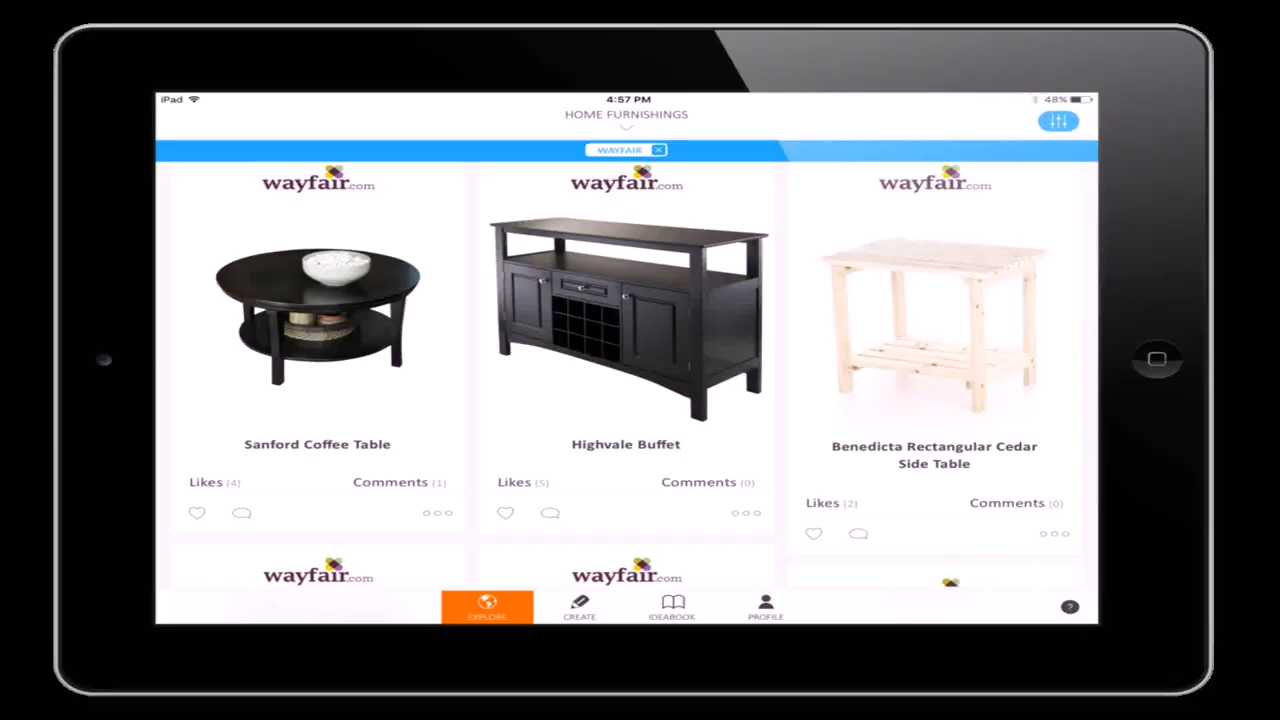 iPad
4:57 PM
48%
HOME FURNISHINGS
WAYFAIR
wayfair.com
wayfair.com
wayfair.com
Sanford Coffee Table
Likes (4)
Comments (1)
Highvale Buffet
Likes (5)
Comments (0)
Benedicta Rectangular Cedar
Side Table
Likes (2)
Comments (0)
wayfair.com
wayfair.com
EXPLORE
CREATE
IDEABOOK
PROFILE
?